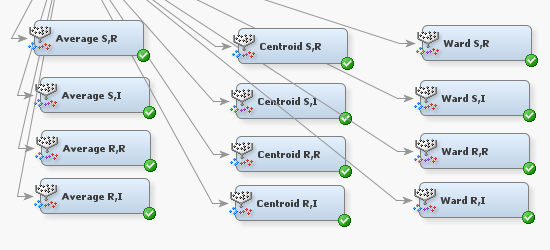 Average S,R
Centroid S,R
Ward S,R
Average S,I
Centroid S,I
Ward S,I
Average R,R
Centroid R,R
Ward R,R
Average R,I
Centroid R,I
Ward R,I